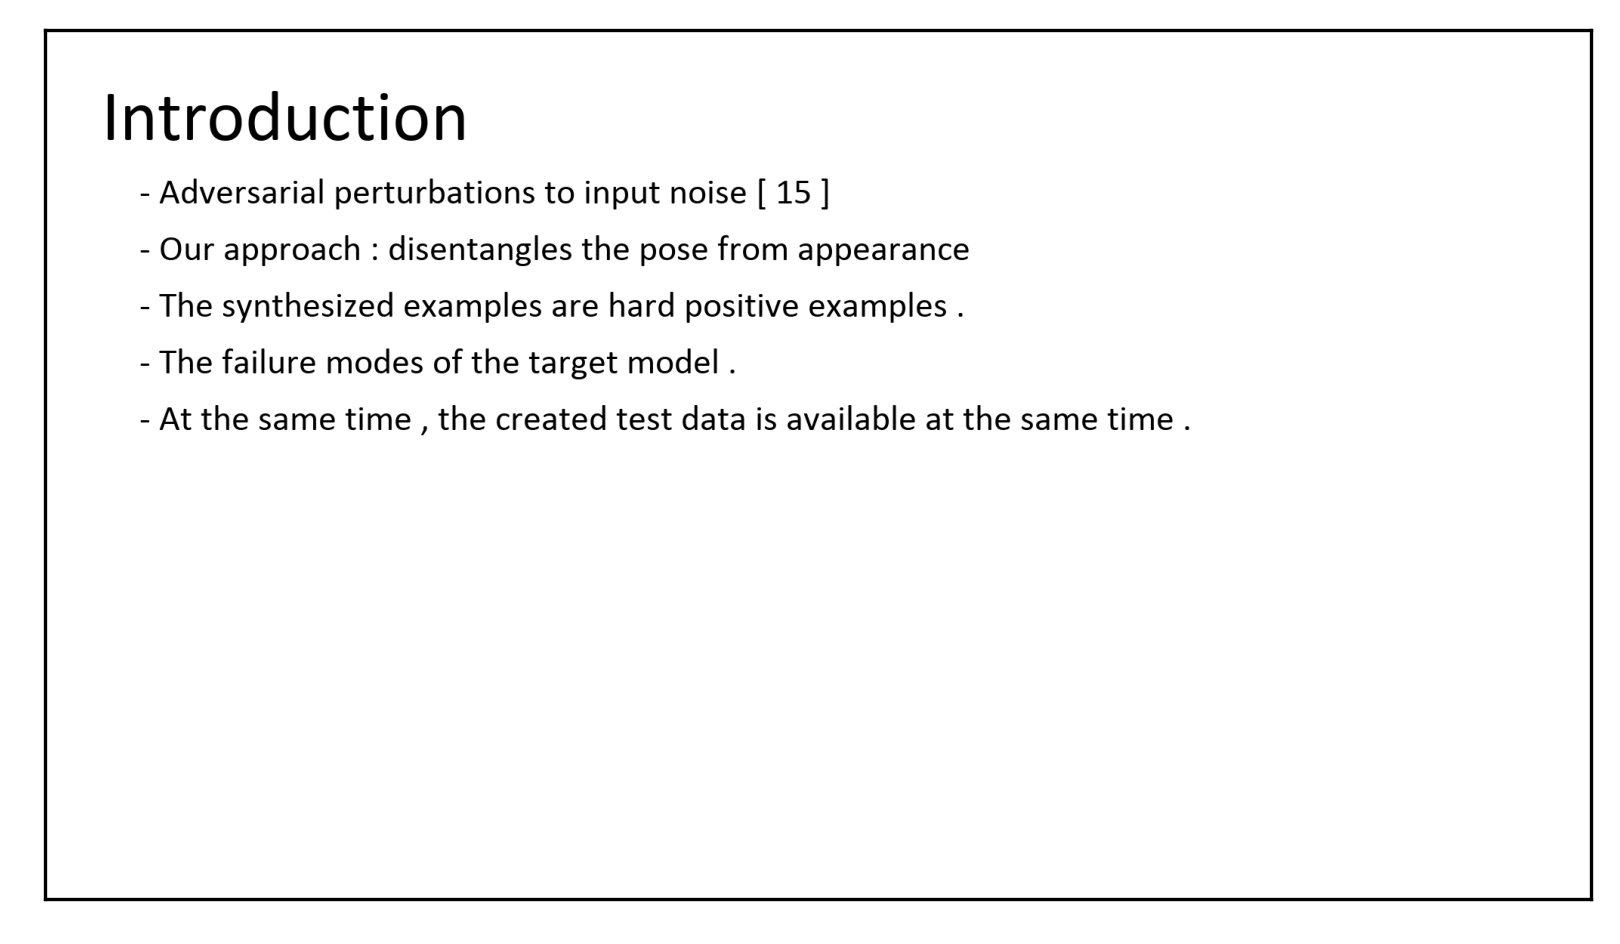 Introduction
- Adversarial perturbations to input noise [ 15 ]
- Our approach : disentangles the pose from appearance
- The synthesized examples are hard positive examples .
- The failure modes of the target model .
- At the same time , the created test data is available at the same time .